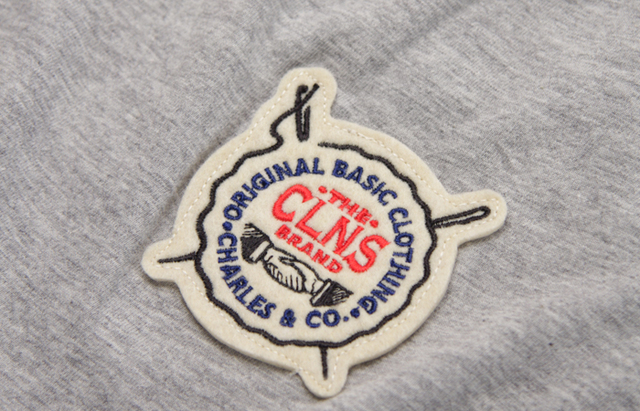 •ORIGINAL BASIC CLOTHING•
•THE•
CLNS
BRAND
•CHARLES & CO.•